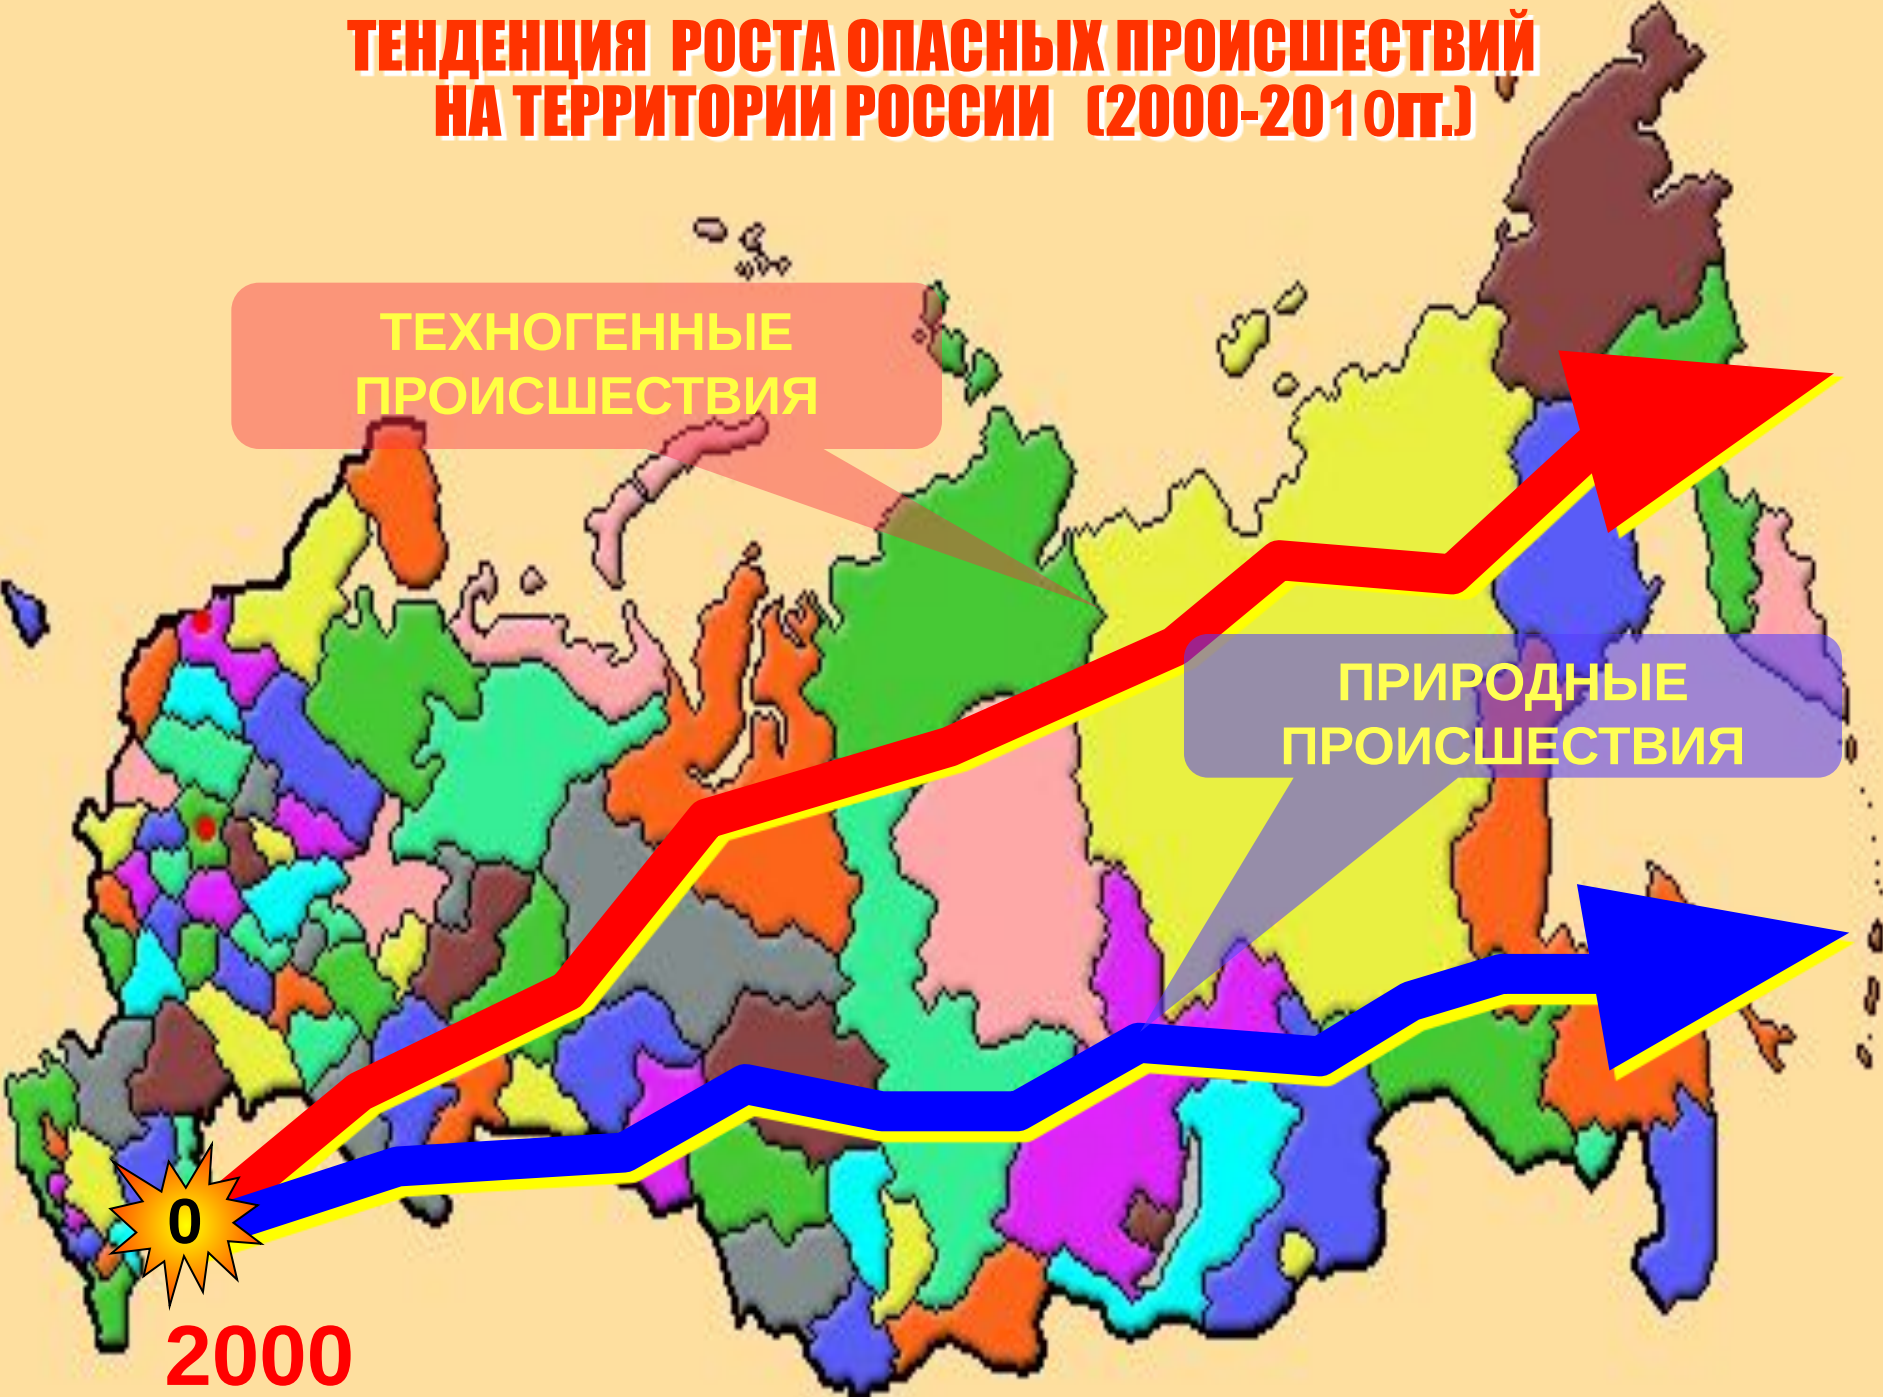 ТЕНДЕНЦИЯ РОСТА ОПАСНЫХ ПРОИСШЕСТВИЙ
НА ТЕРРИТОРИИ РОССИИ (2000-2010гг.)
ТЕХНОГЕННЫЕ
ПРОИСШЕСТВИЯ
ПРИРОДНЫЕ
ПРОИСШЕСТВИЯ
0
2000